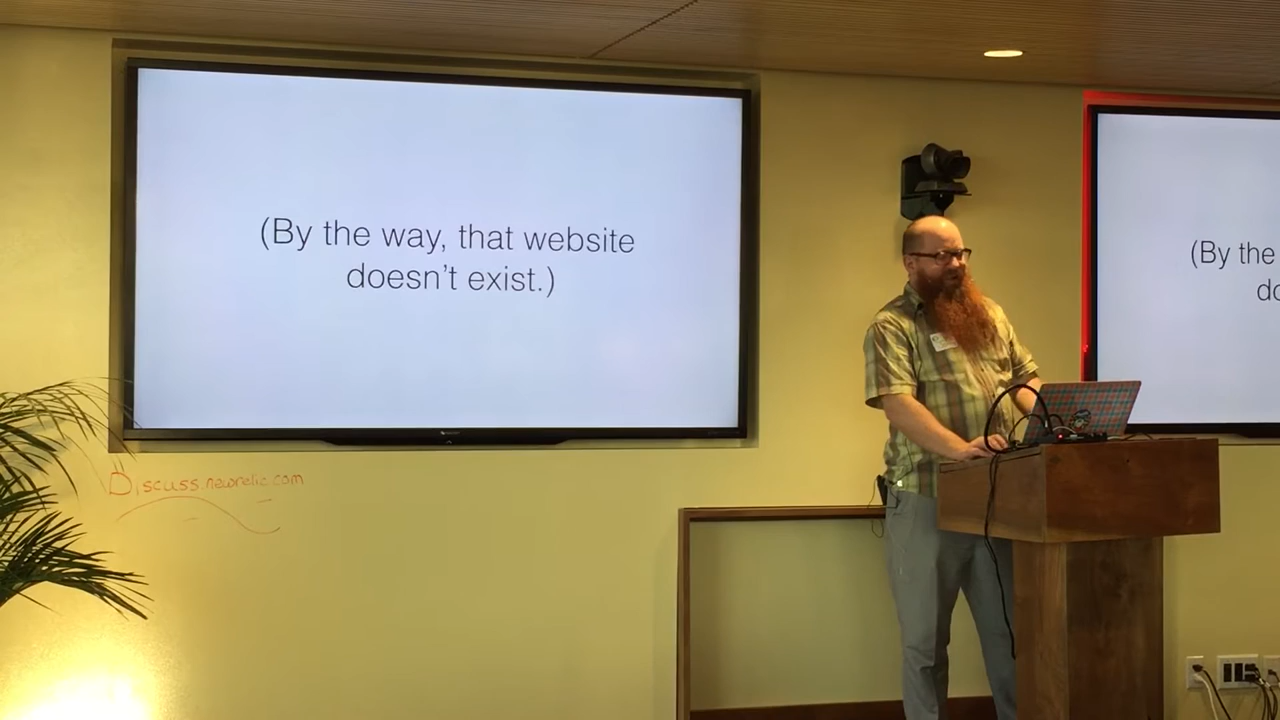 (By the way, that website
doesn't exist.)
(By the
do
Discuss.newrelic.com